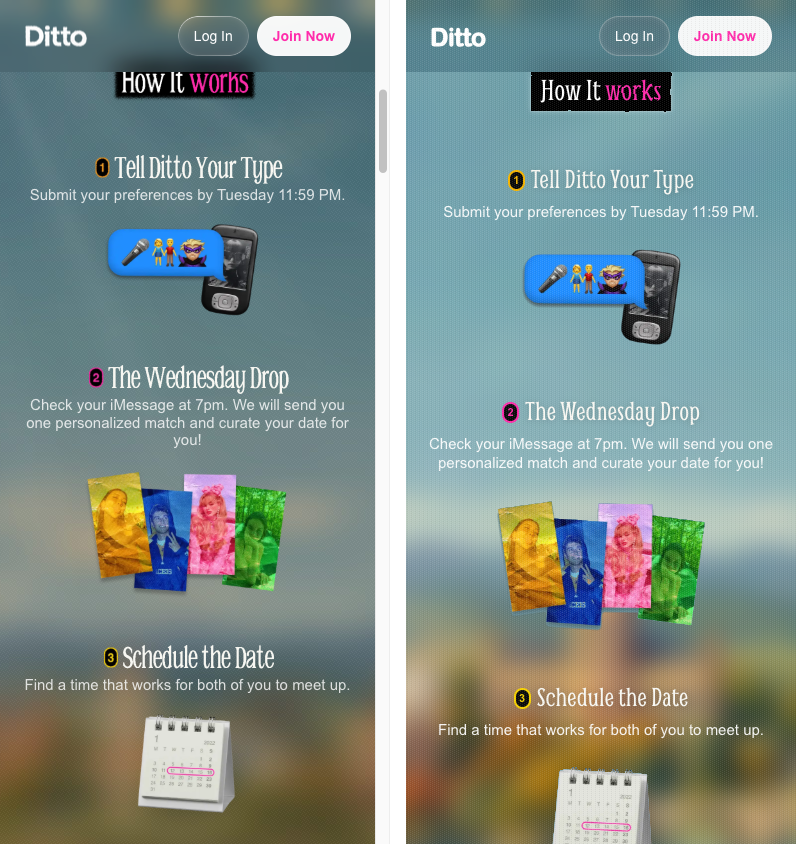 Ditto
Log In
Join Now
How It works
1 Tell Ditto Your Type
Submit your preferences by Tuesday 11:59 PM.
2 The Wednesday Drop
Check your iMessage at 7pm. We will send you
one personalized match and curate your date for
you!
3 Schedule the Date
Find a time that works for both of you to meet up.
1
2022
Ditto
Log In
Join Now
How It works
1 Tell Ditto Your Type
Submit your preferences by Tuesday 11:59 PM.
2 The Wednesday Drop
Check your iMessage at 7pm. We will send you one
personalized match and curate your date for you!
3 Schedule the Date
Find a time that works for both of you to meet up.
1
2022